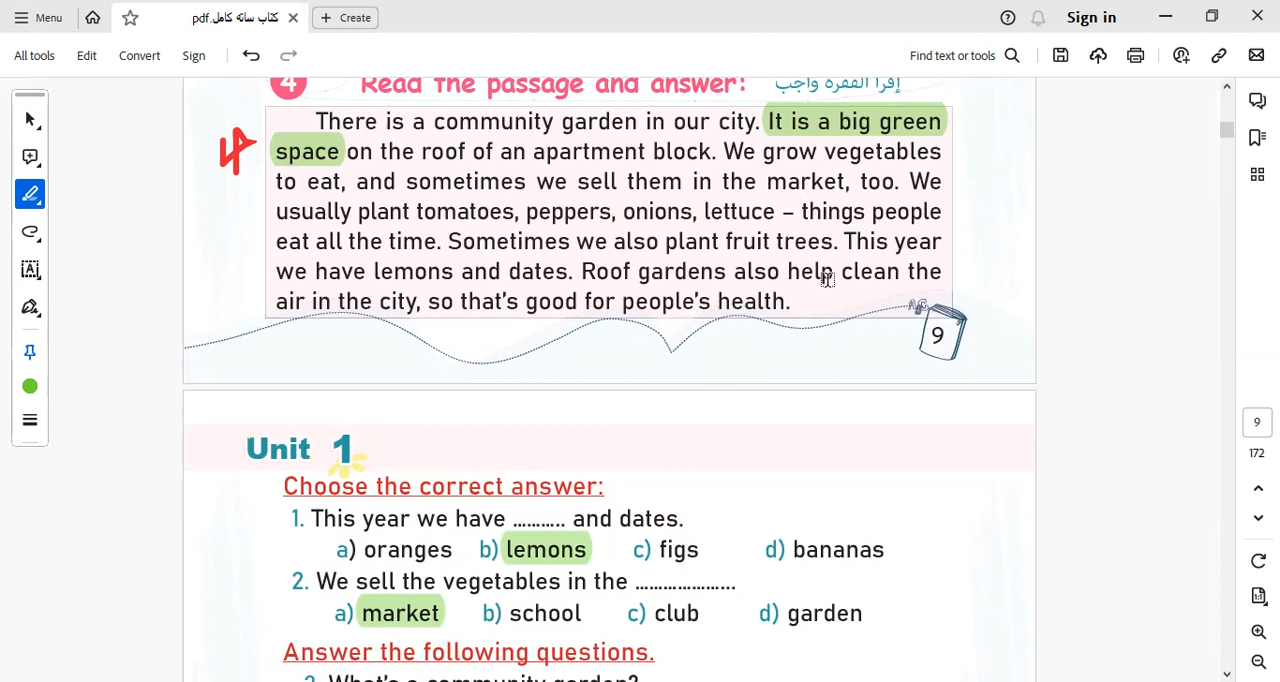 Menu
كتاب ساته كامل.pdf
Create
Sign in
All tools Edit Convert Sign
Find text or tools
4 Read the passage and answer: إقرأ الفقرة وأجب
There is a community garden in our city. It is a big green
space on the roof of an apartment block. We grow vegetables
to eat, and sometimes we sell them in the market, too. We
usually plant tomatoes, peppers, onions, lettuce – things people
eat all the time. Sometimes we also plant fruit trees. This year
we have lemons and dates. Roof gardens also help clean the
air in the city, so that's good for people's health.
4
9
Unit 1
Choose the correct answer:
1. This year we have ........... and dates.
a) oranges b) lemons c) figs d) bananas
2. We sell the vegetables in the .....................
a) market b) school c) club d) garden
Answer the following questions.
3. What's a community garden?
9
172